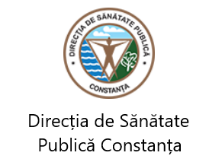 DIRECȚIA DE SĂNĂTATE PUBLICĂ
CONSTANȚA
Direcția de Sănătate
Publică Constanța